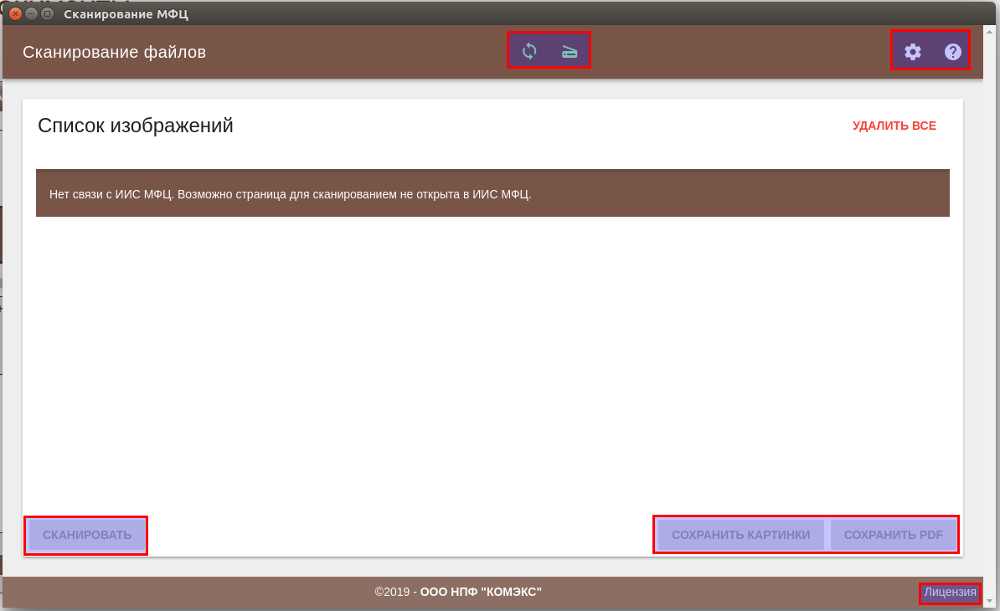 Сканирование МФЦ
Сканирование файлов
Список изображений
УДАЛИТЬ ВСЕ
Нет связи с ИИС МФЦ. Возможно страница для сканированием не открыта в ИИС МФЦ.
СКАНИРОВАТЬ
СОХРАНИТЬ КАРТИНКИ
СОХРАНИТЬ PDF
©2019 - ООО НПФ "КОМЭКС"
Лицензия